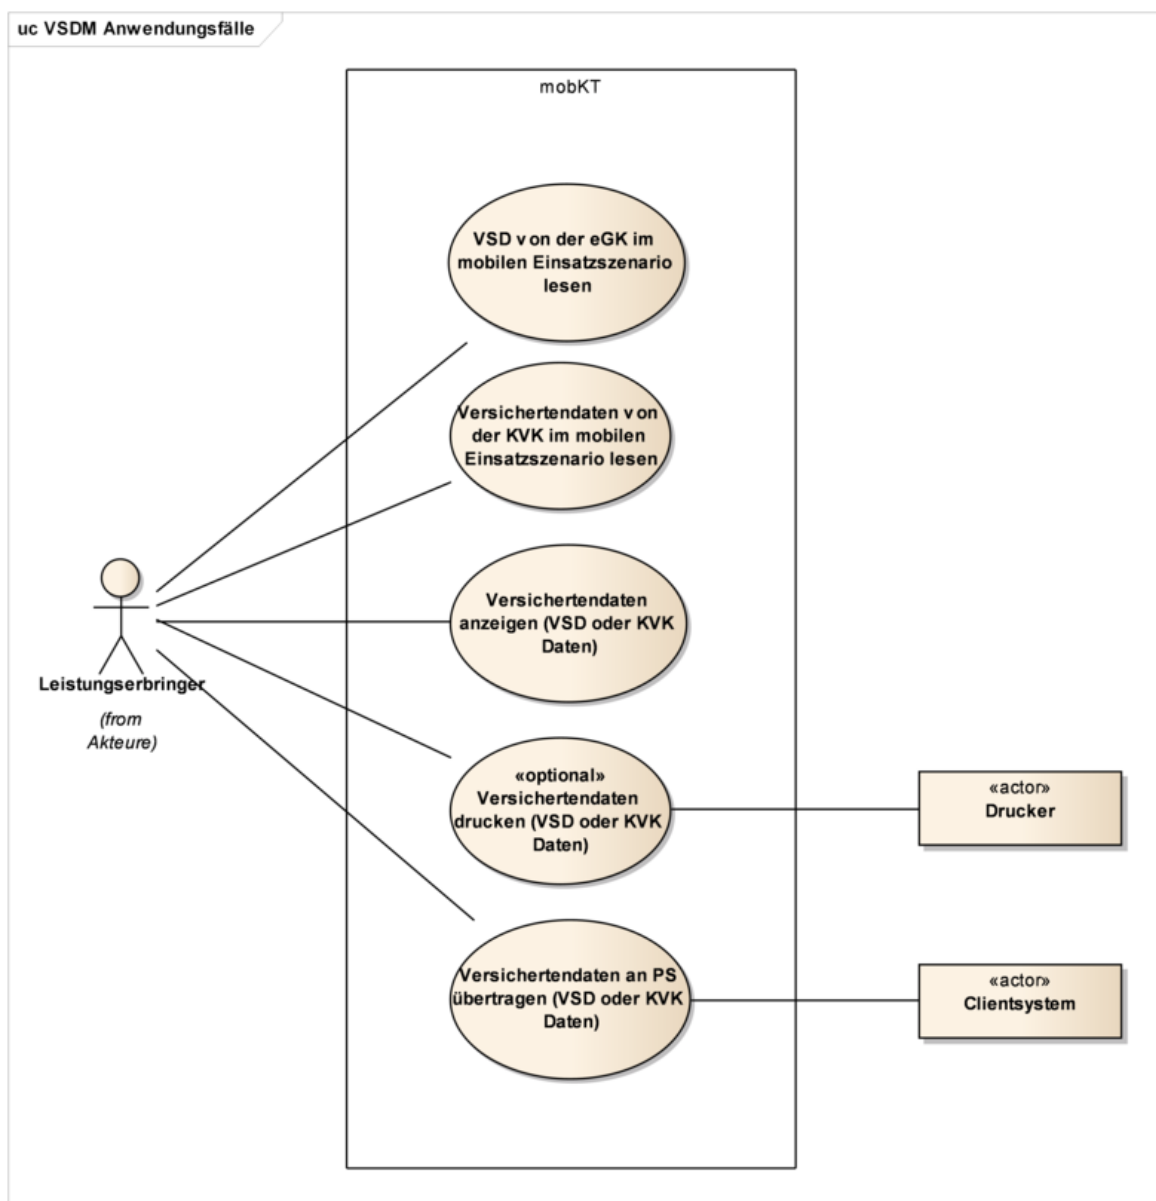 uc VSDM Anwendungsfälle
mobKT
VSD von der eGK im
mobilen Einsatzszenario
lesen
Versichertendaten von
der KVK im mobilen
Einsatzszenario lesen
Versichertendaten
anzeigen (VSD oder KVK
Daten)
Leistungserbringer
(from
Akteure)
«optional»
Versichertendaten
drucken (VSD oder KVK
Daten)
«actor»
Drucker
Versichertendaten an PS
übertragen (VSD oder KVK
Daten)
«actor»
Clientsystem